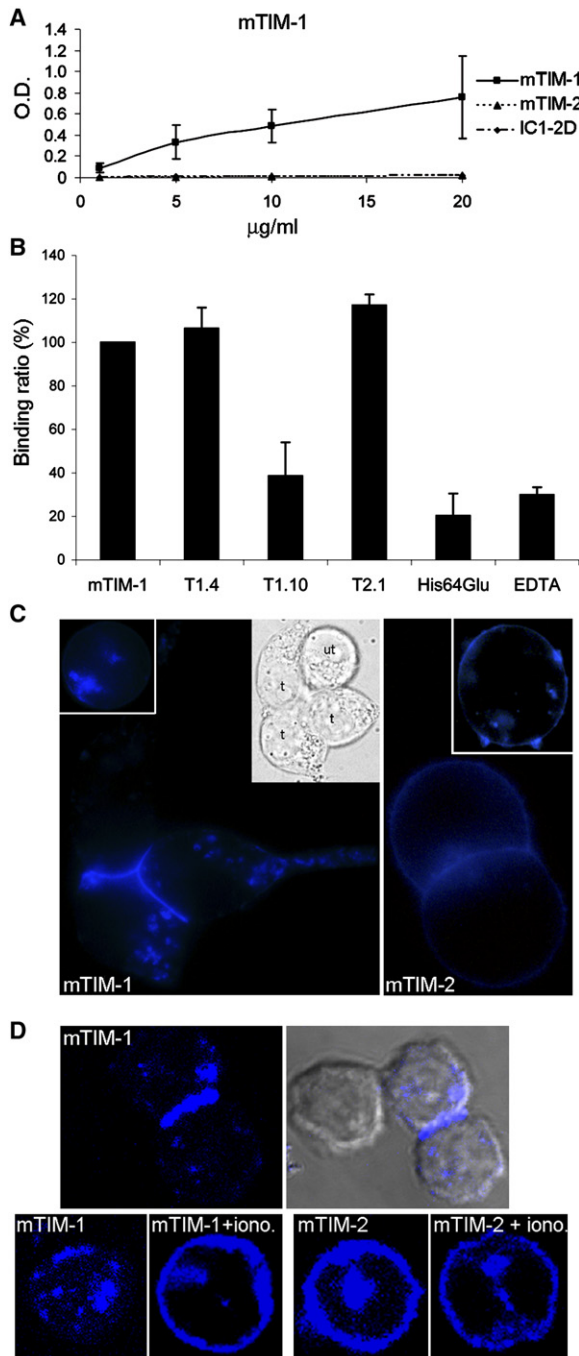 A
mTIM-1
O.D.
1.4
1.2
1
0.8
0.6
0.4
0.2
0
0 5 10 15 20
µg/ml
mTIM-1
mTIM-2
IC1-2D
B
Binding ratio (%)
140
120
100
80
60
40
20
0
mTIM-1 T1.4 T1.10 T2.1 His64Glu EDTA
C
ut
t
t
t
mTIM-1
mTIM-2
D
mTIM-1
mTIM-1
mTIM-1+iono.
mTIM-2
mTIM-2 + iono.